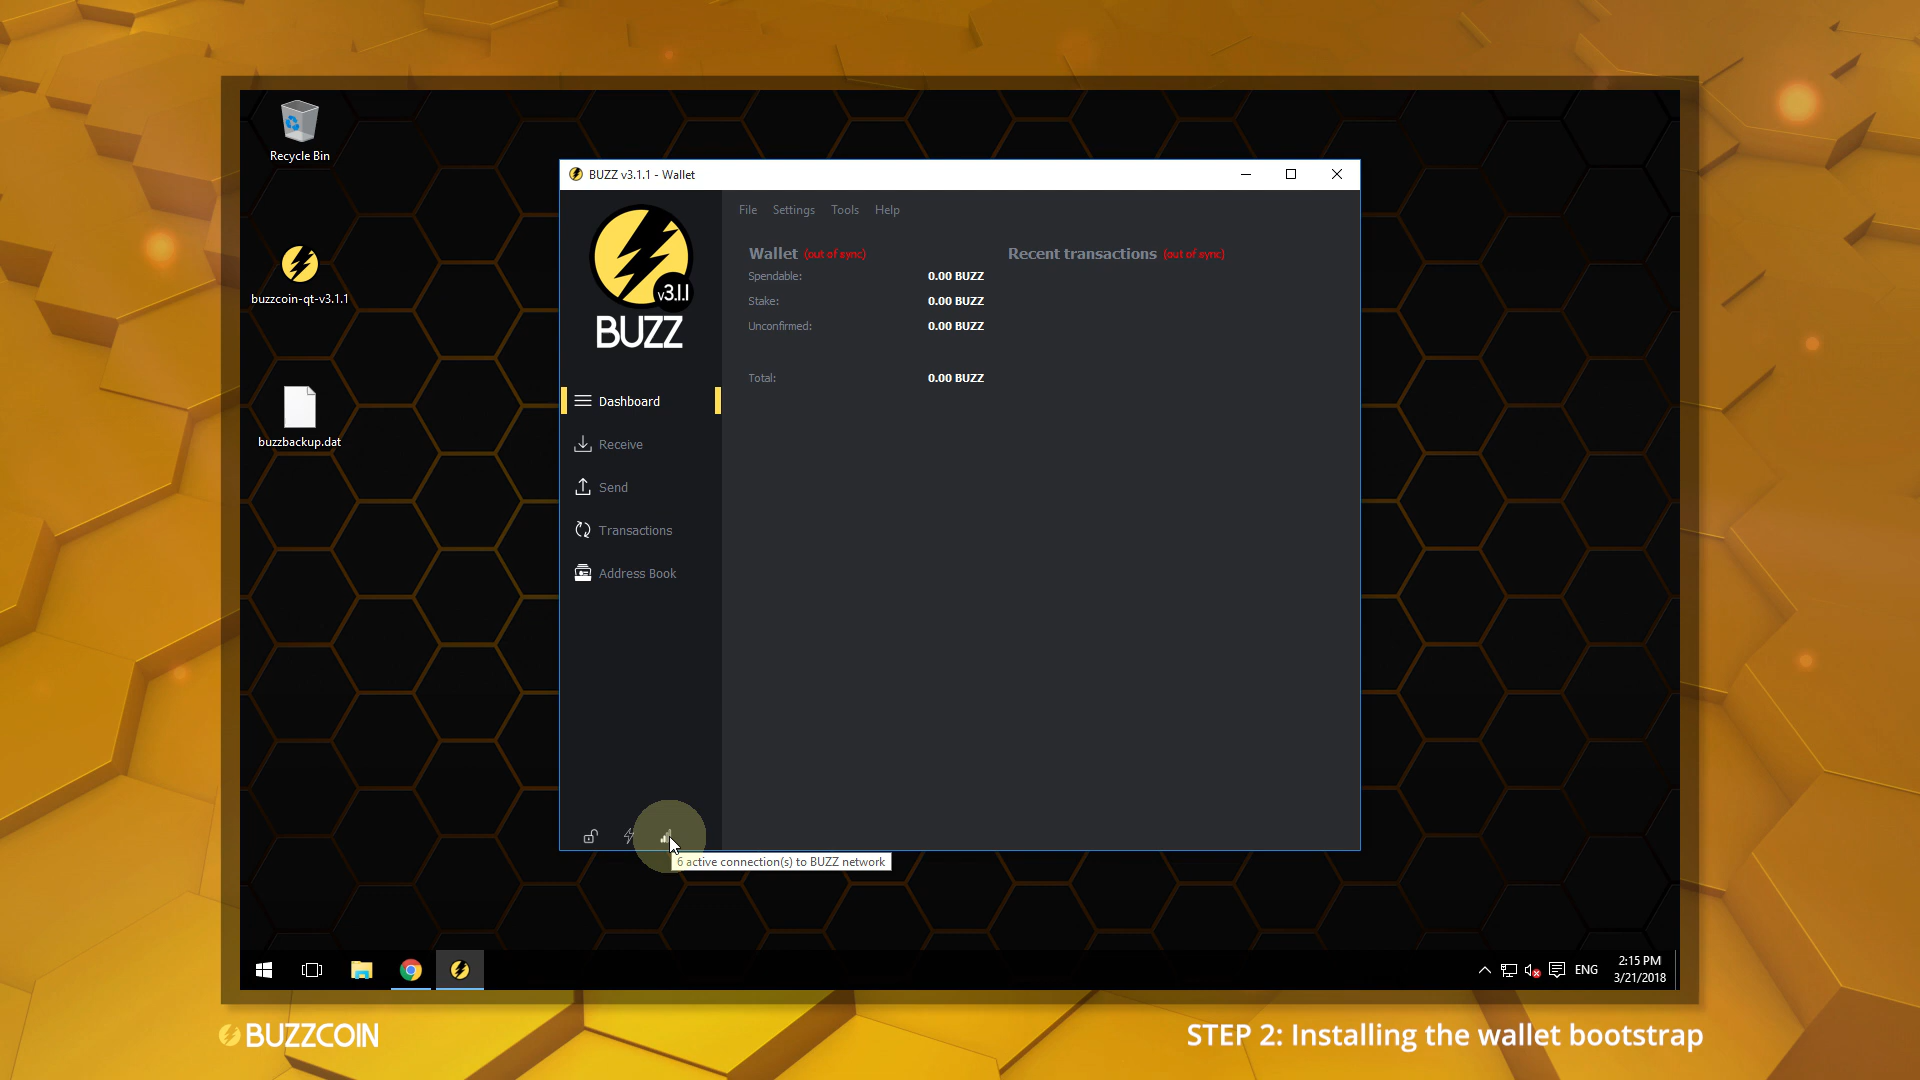 Recycle Bin
buzzcoin-qt-v3.1.1
buzzbackup.dat
BUZZ v3.1.1 - Wallet
v3.1.1
BUZZ
File Settings Tools Help
Wallet (out of sync) Recent transactions (out of sync)
Spendable: 0.00 BUZZ
Stake: 0.00 BUZZ
Unconfirmed: 0.00 BUZZ
Total: 0.00 BUZZ
Dashboard
Receive
Send
Transactions
Address Book
6 active connection(s) to BUZZ network
ENG
2:15 PM
3/21/2018
BUZZCOIN
STEP 2: Installing the wallet bootstrap